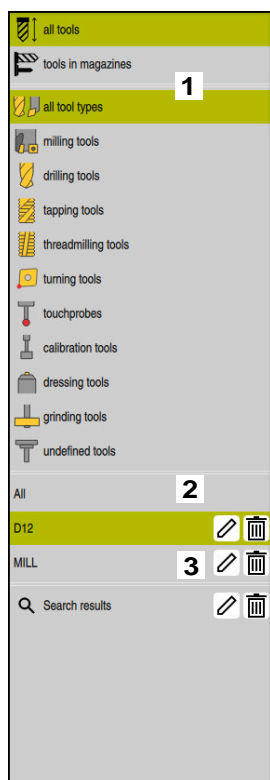 all tools
tools in magazines
1
all tool types
milling tools
drilling tools
tapping tools
threadmilling tools
turning tools
touchprobes
calibration tools
dressing tools
grinding tools
undefined tools
All
2
D12
MILL
3
Search results